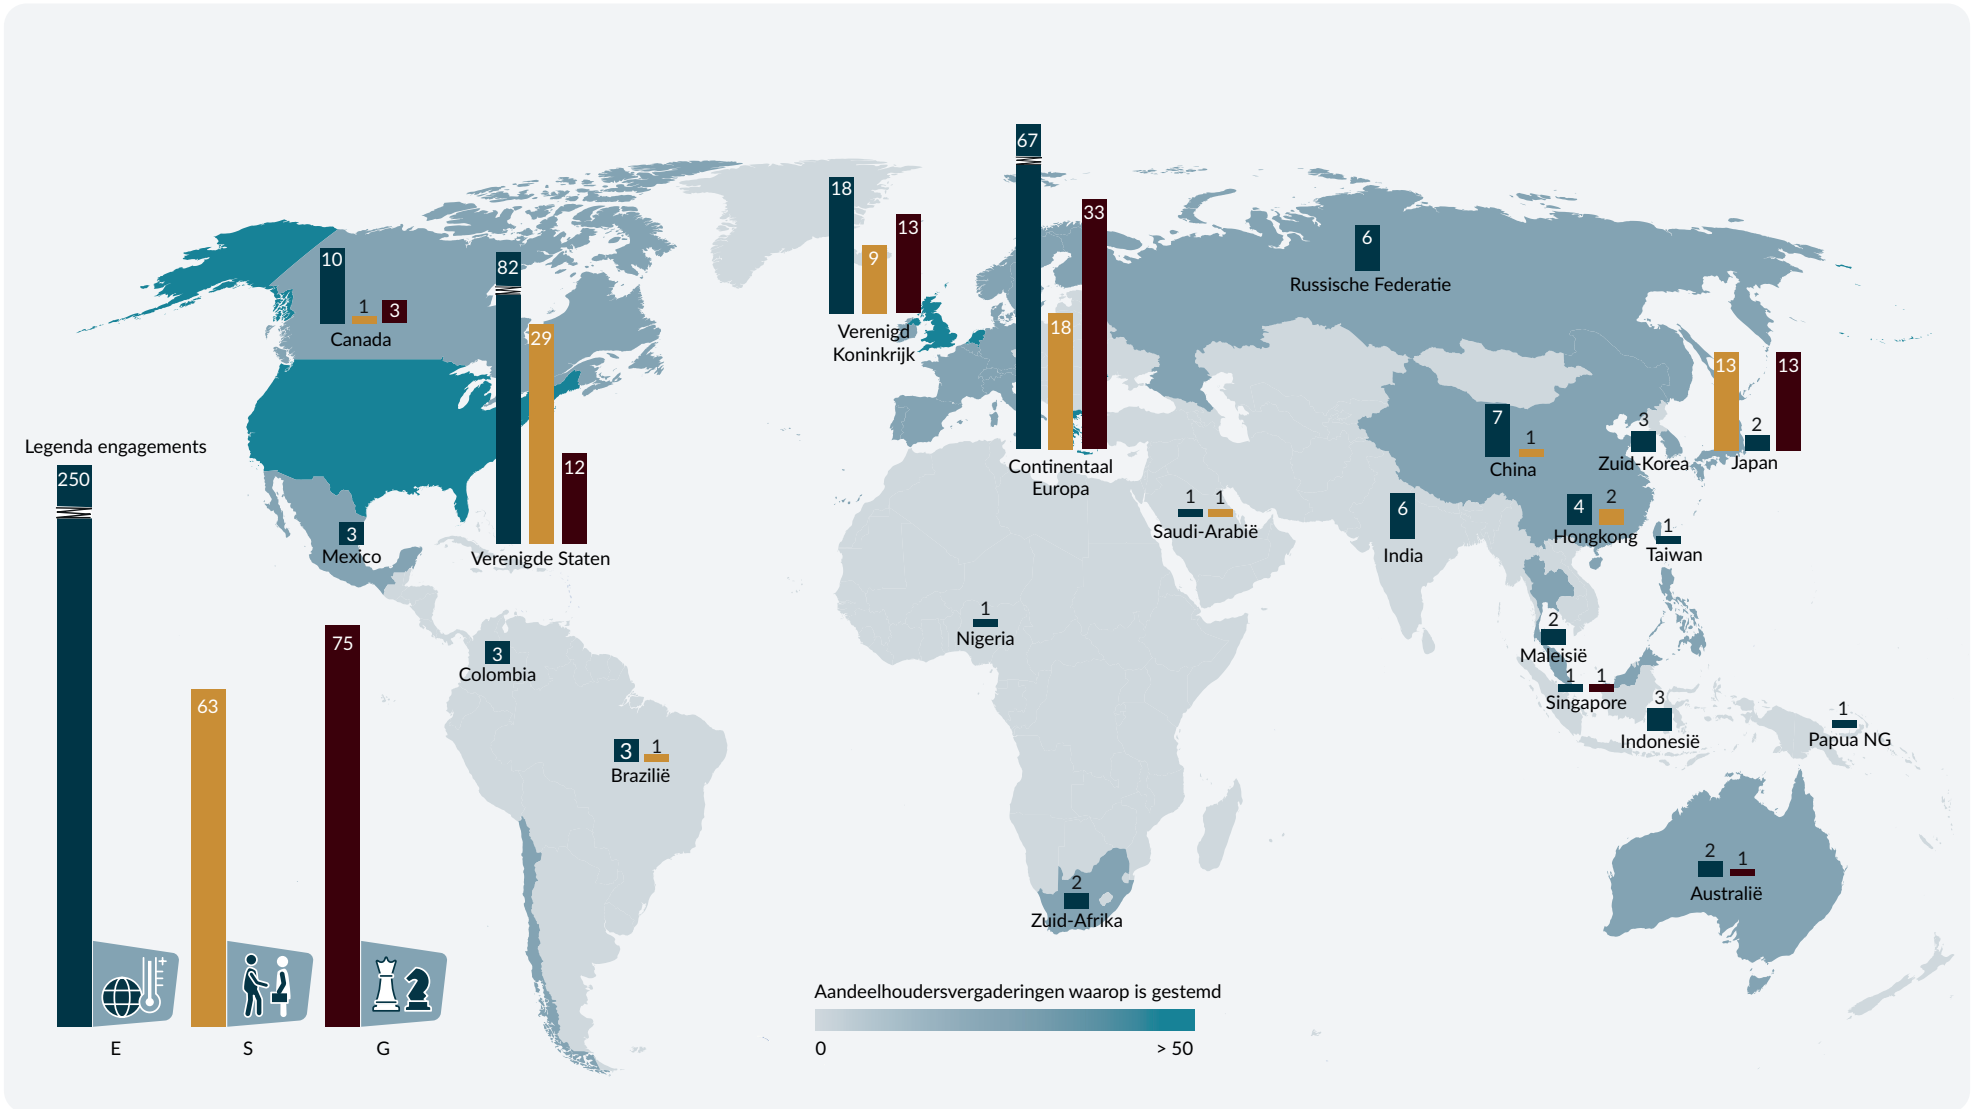 67
18
13
9
33
18
6
Russische Federatie
10
1
3
Canada
82
29
12
Verenigd
Koninkrijk
13
2
13
Japan
7
1
China
3
Zuid-Korea
Legenda engagements
250
Continentaal
Europa
1
1
Saudi-Arabië
6
India
4
2
Hongkong
1
Taiwan
3
Mexico
Verenigde Staten
1
Nigeria
2
Maleisië
75
63
3
Colombia
1
1
Singapore
3
Indonesië
1
Papua NG
3
1
Brazilië
2
1
Australië
2
Zuid-Afrika
Aandeelhoudersvergaderingen waarop is gestemd
0
> 50
E
S
G